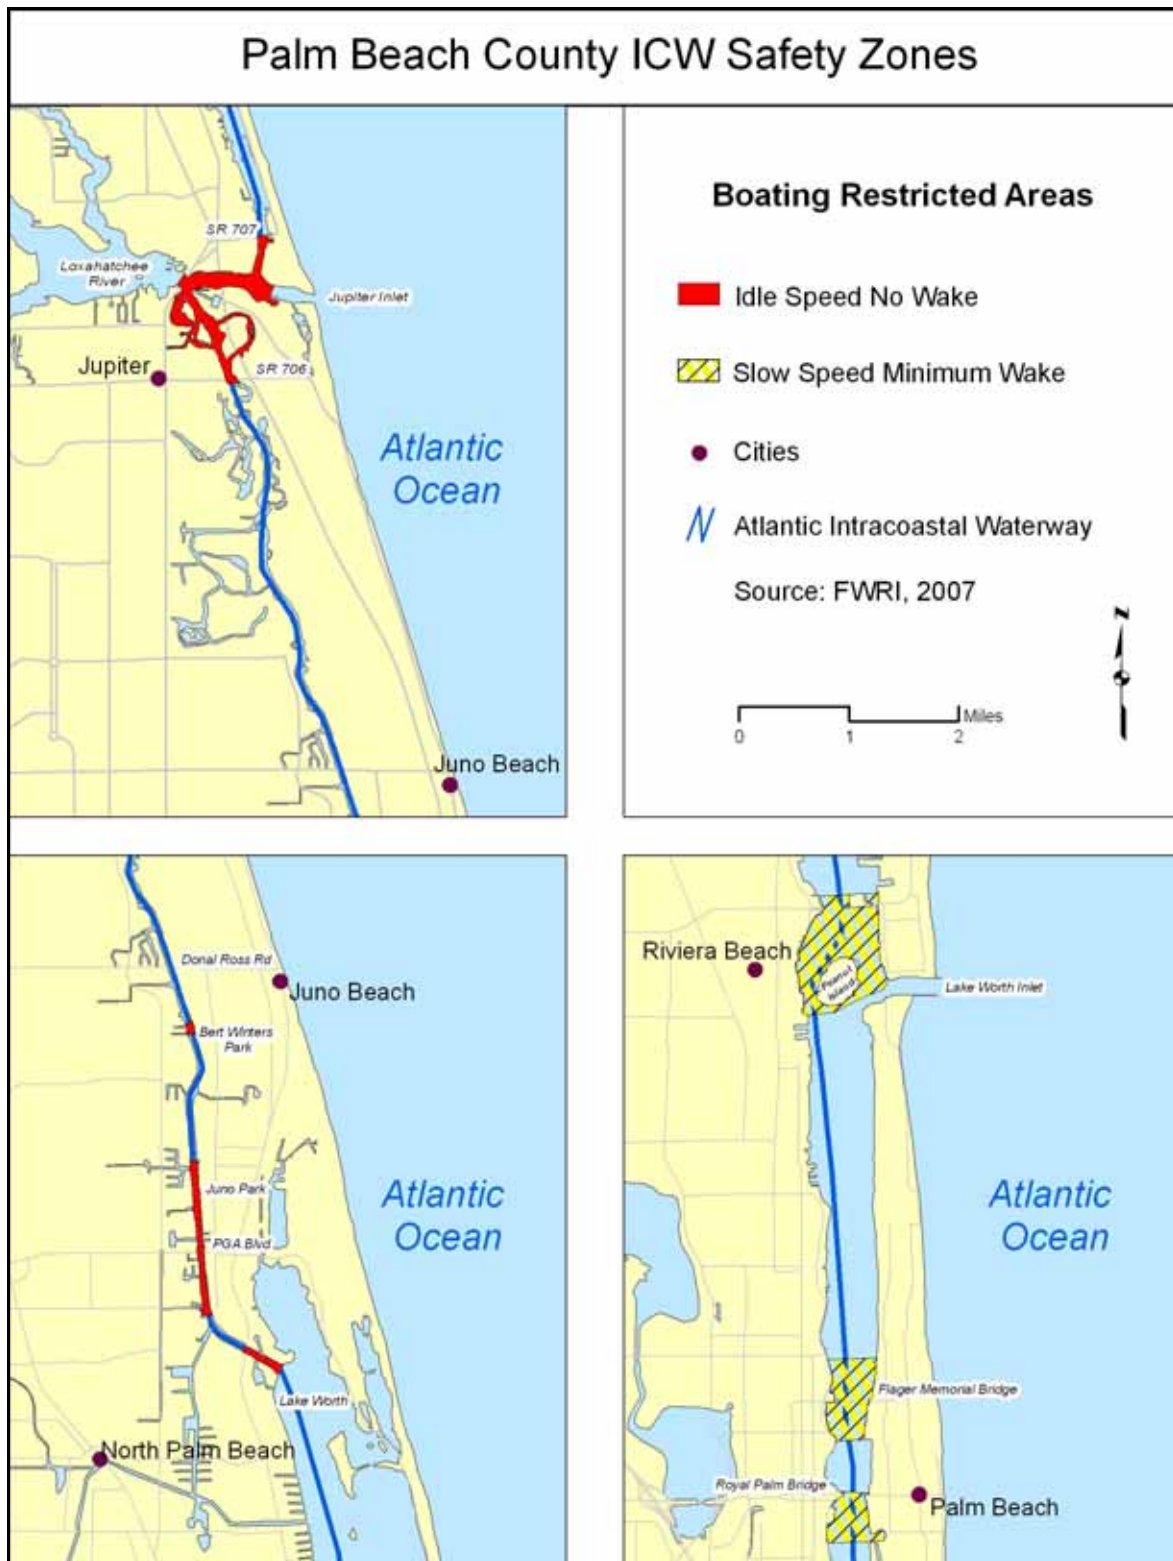 Palm Beach County ICW Safety Zones
SR 707
Loxahatchee
River
Jupiter Inlet
Jupiter
SR 706
Atlantic
Ocean
Juno Beach
Boating Restricted Areas
Idle Speed No Wake
Slow Speed Minimum Wake
Cities
Atlantic Intracoastal Waterway
Source: FWRI, 2007
N
Miles
0 1 2
Donal Ross Rd
Juno Beach
Bert Winters
Park
Juno Park
PGA Blvd
Atlantic
Ocean
Lake Worth
North Palm Beach
Riviera Beach
Peanut
Island
Lake Worth Inlet
Atlantic
Ocean
Flager Memorial Bridge
Royal Palm Bridge
Palm Beach